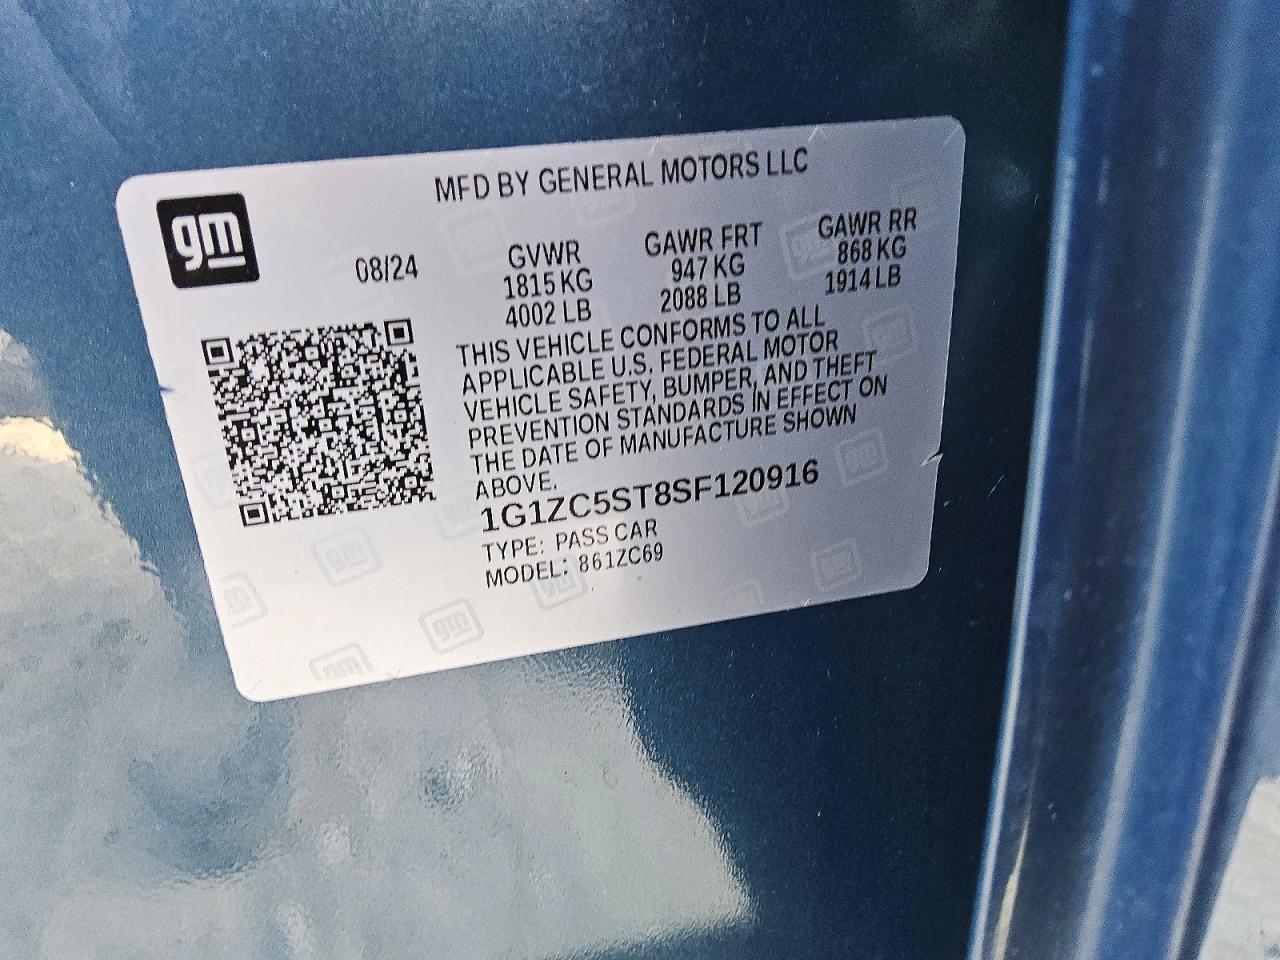 MFD BY GENERAL MOTORS LLC
gm
08/24
GVWR
1815 KG
4002 LB
GAWR FRT
947 KG
2088 LB
GAWR RR
868 KG
1914 LB
THIS VEHICLE CONFORMS TO ALL
APPLICABLE U.S. FEDERAL MOTOR
VEHICLE SAFETY, BUMPER, AND THEFT
PREVENTION STANDARDS IN EFFECT ON
THE DATE OF MANUFACTURE SHOWN
ABOVE.
1G1ZC5ST8SF120916
TYPE: PASS CAR
MODEL: 861ZC69